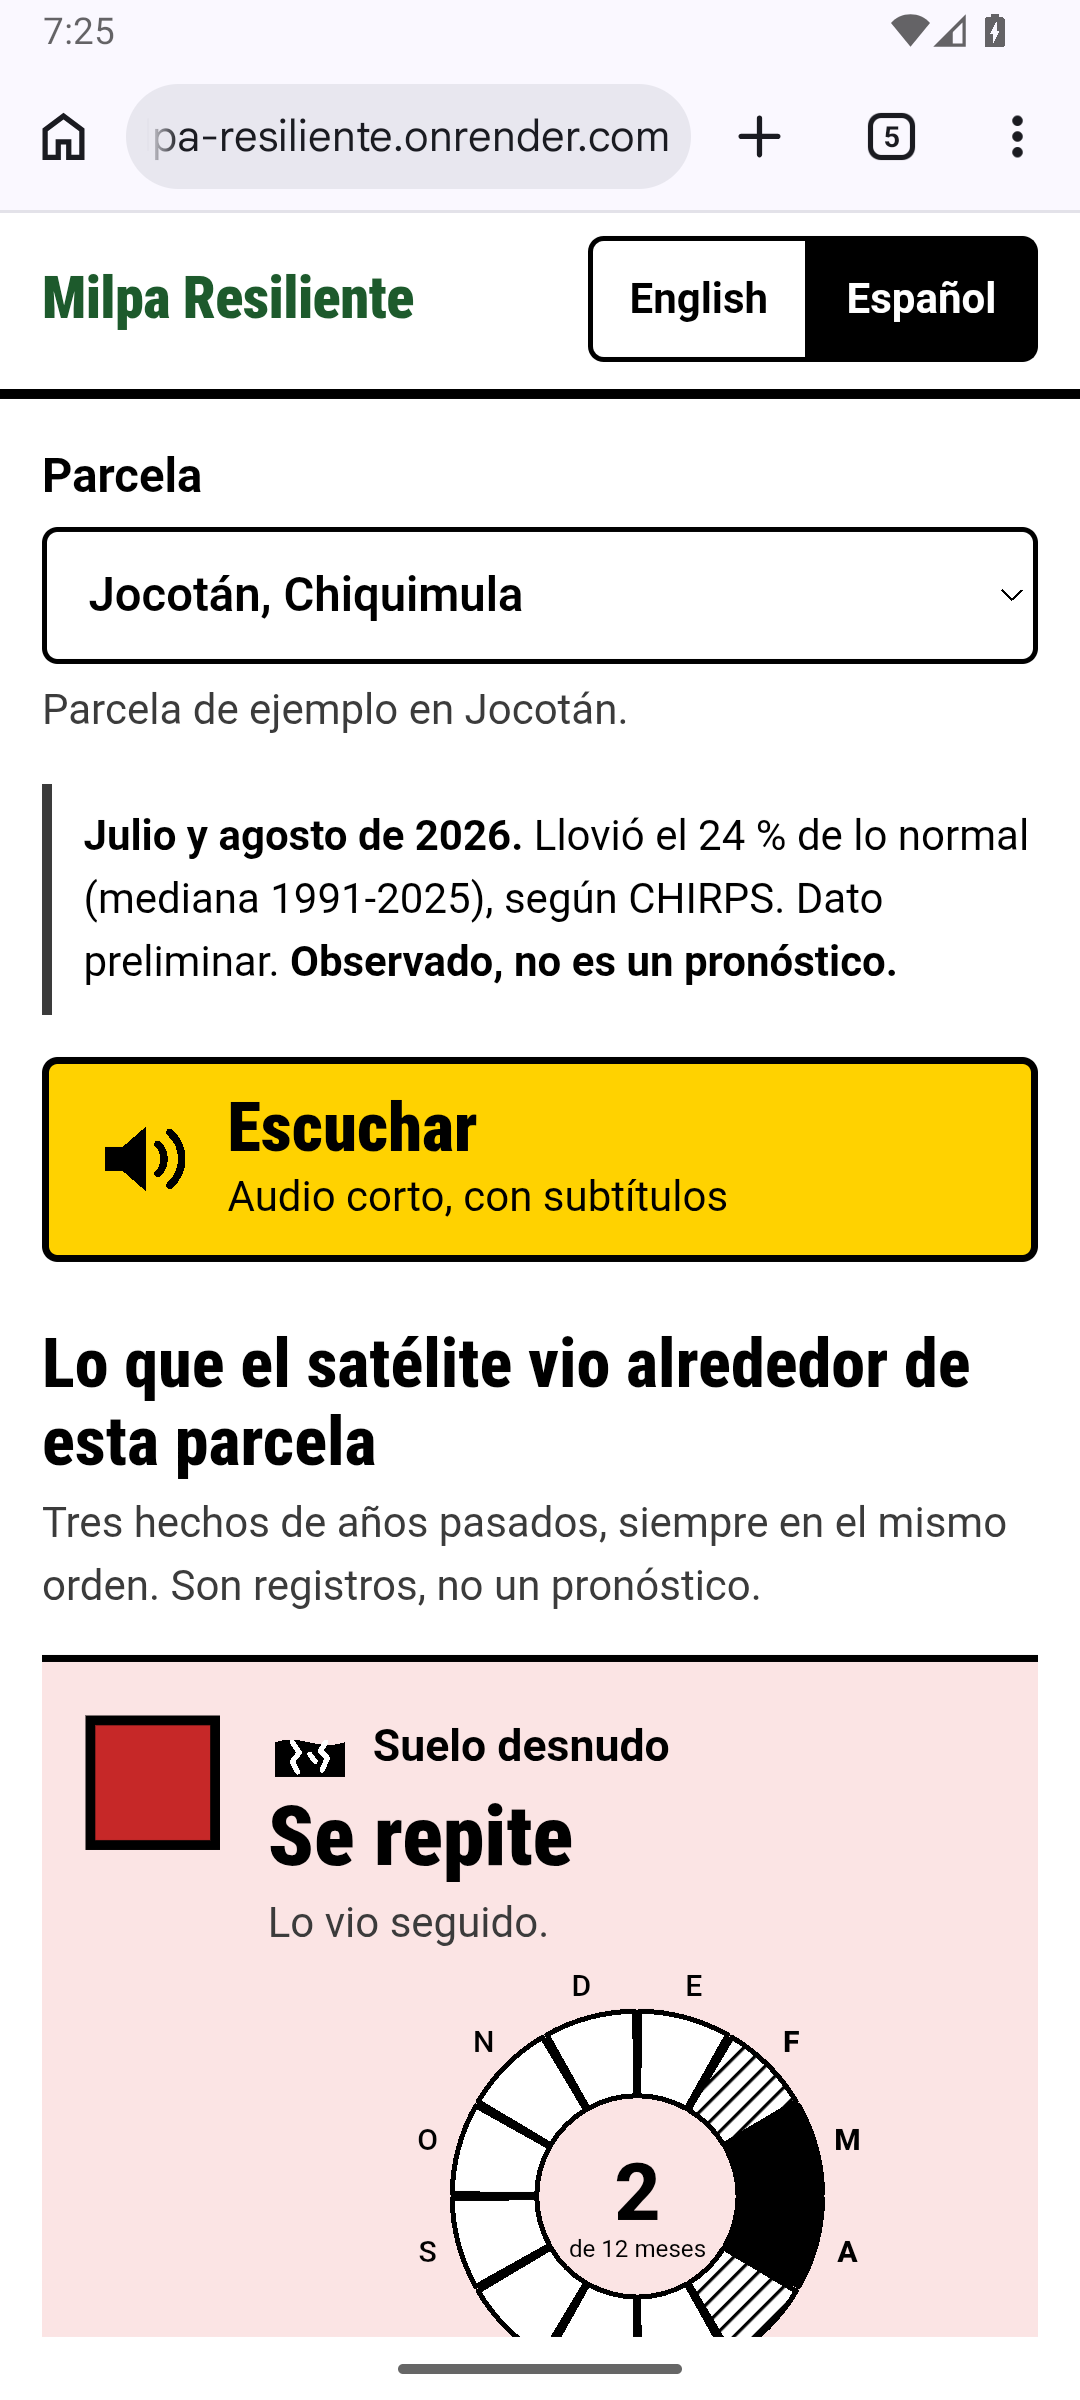 7:25
pa-resiliente.onrender.com
5
Milpa Resiliente
English
Español
Parcela
Jocotán, Chiquimula
Parcela de ejemplo en Jocotán.
Julio y agosto de 2026. Llovió el 24 % de lo normal
(mediana 1991-2025), según CHIRPS. Dato
preliminar. Observado, no es un pronóstico.
Escuchar
Audio corto, con subtítulos
Lo que el satélite vio alrededor de
esta parcela
Tres hechos de años pasados, siempre en el mismo
orden. Son registros, no un pronóstico.
Suelo desnudo
Se repite
Lo vio seguido.
D
E
N
F
O
M
2
de 12 meses
S
A